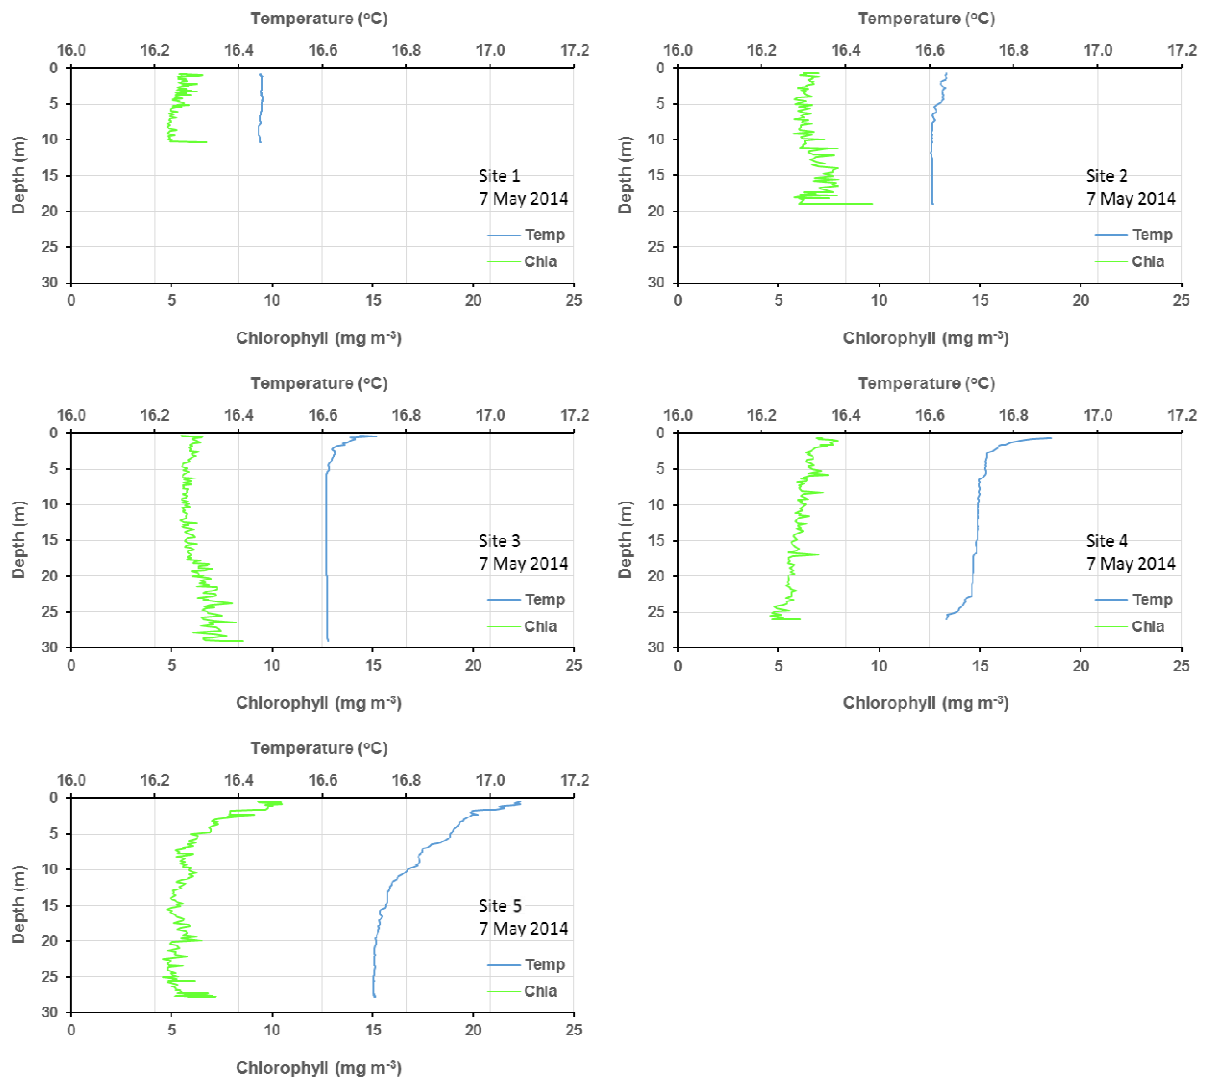 Temperature (oC)
16.0 16.2 16.4 16.6 16.8 17.0 17.2
0
5
10
15
20
25
30
Depth (m)
Site 1
7 May 2014
Temp
Chla
0 5 10 15 20 25
Chlorophyll (mg m-3)
Temperature (oC)
16.0 16.2 16.4 16.6 16.8 17.0 17.2
0
5
10
15
20
25
30
Depth (m)
Site 2
7 May 2014
Temp
Chla
0 5 10 15 20 25
Chlorophyll (mg m-3)
Temperature (oC)
16.0 16.2 16.4 16.6 16.8 17.0 17.2
0
5
10
15
20
25
30
Depth (m)
Site 3
7 May 2014
Temp
Chla
0 5 10 15 20 25
Chlorophyll (mg m-3)
Temperature (oC)
16.0 16.2 16.4 16.6 16.8 17.0 17.2
0
5
10
15
20
25
30
Depth (m)
Site 4
7 May 2014
Temp
Chla
0 5 10 15 20 25
Chlorophyll (mg m-3)
Temperature (oC)
16.0 16.2 16.4 16.6 16.8 17.0 17.2
0
5
10
15
20
25
30
Depth (m)
Site 5
7 May 2014
Temp
Chla
0 5 10 15 20 25
Chlorophyll (mg m-3)